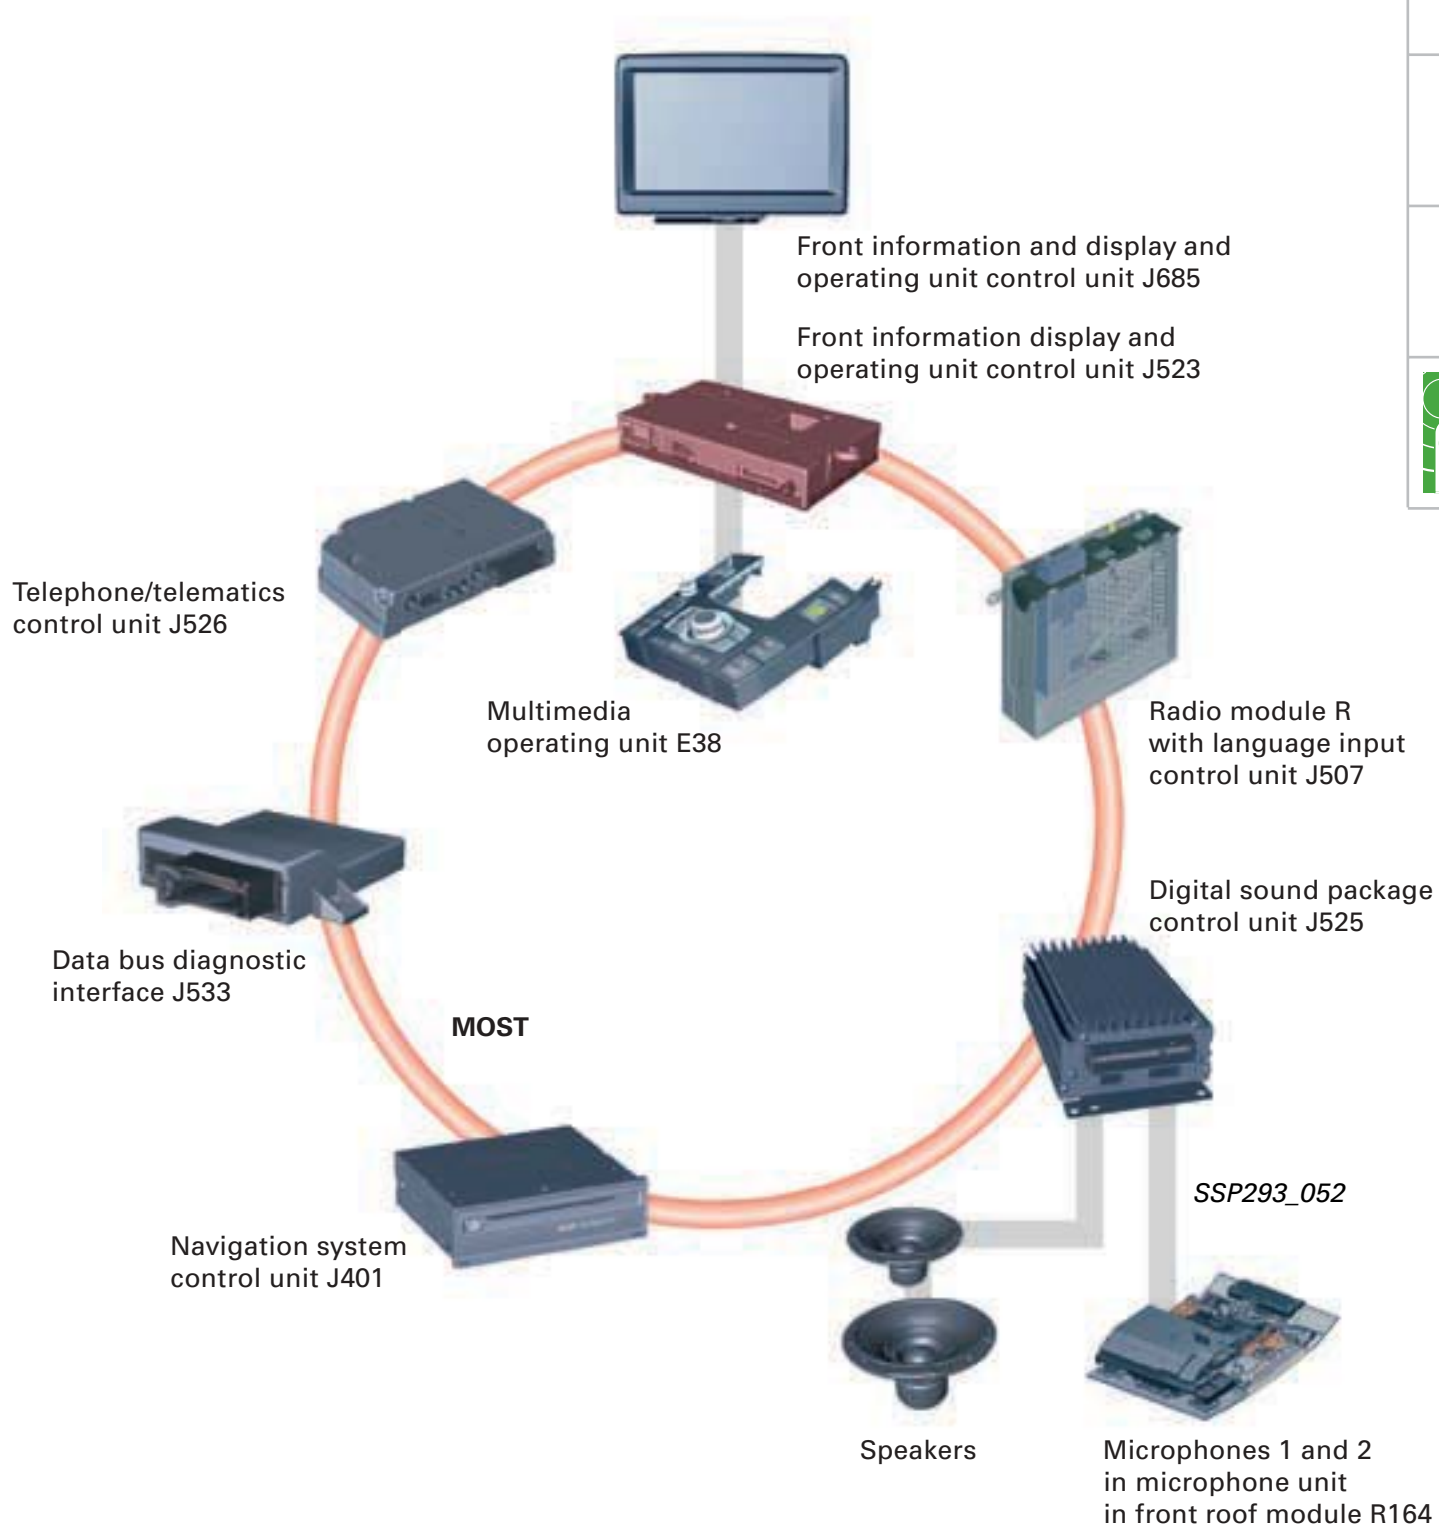 Front information and display and
operating unit control unit J685
Front information display and
operating unit control unit J523
Telephone/telematics
control unit J526
Multimedia
operating unit E38
Radio module R
with language input
control unit J507
Digital sound package
control unit J525
Data bus diagnostic
interface J533
MOST
SSP293_052
Navigation system
control unit J401
Speakers
Microphones 1 and 2
in microphone unit
in front roof module R164